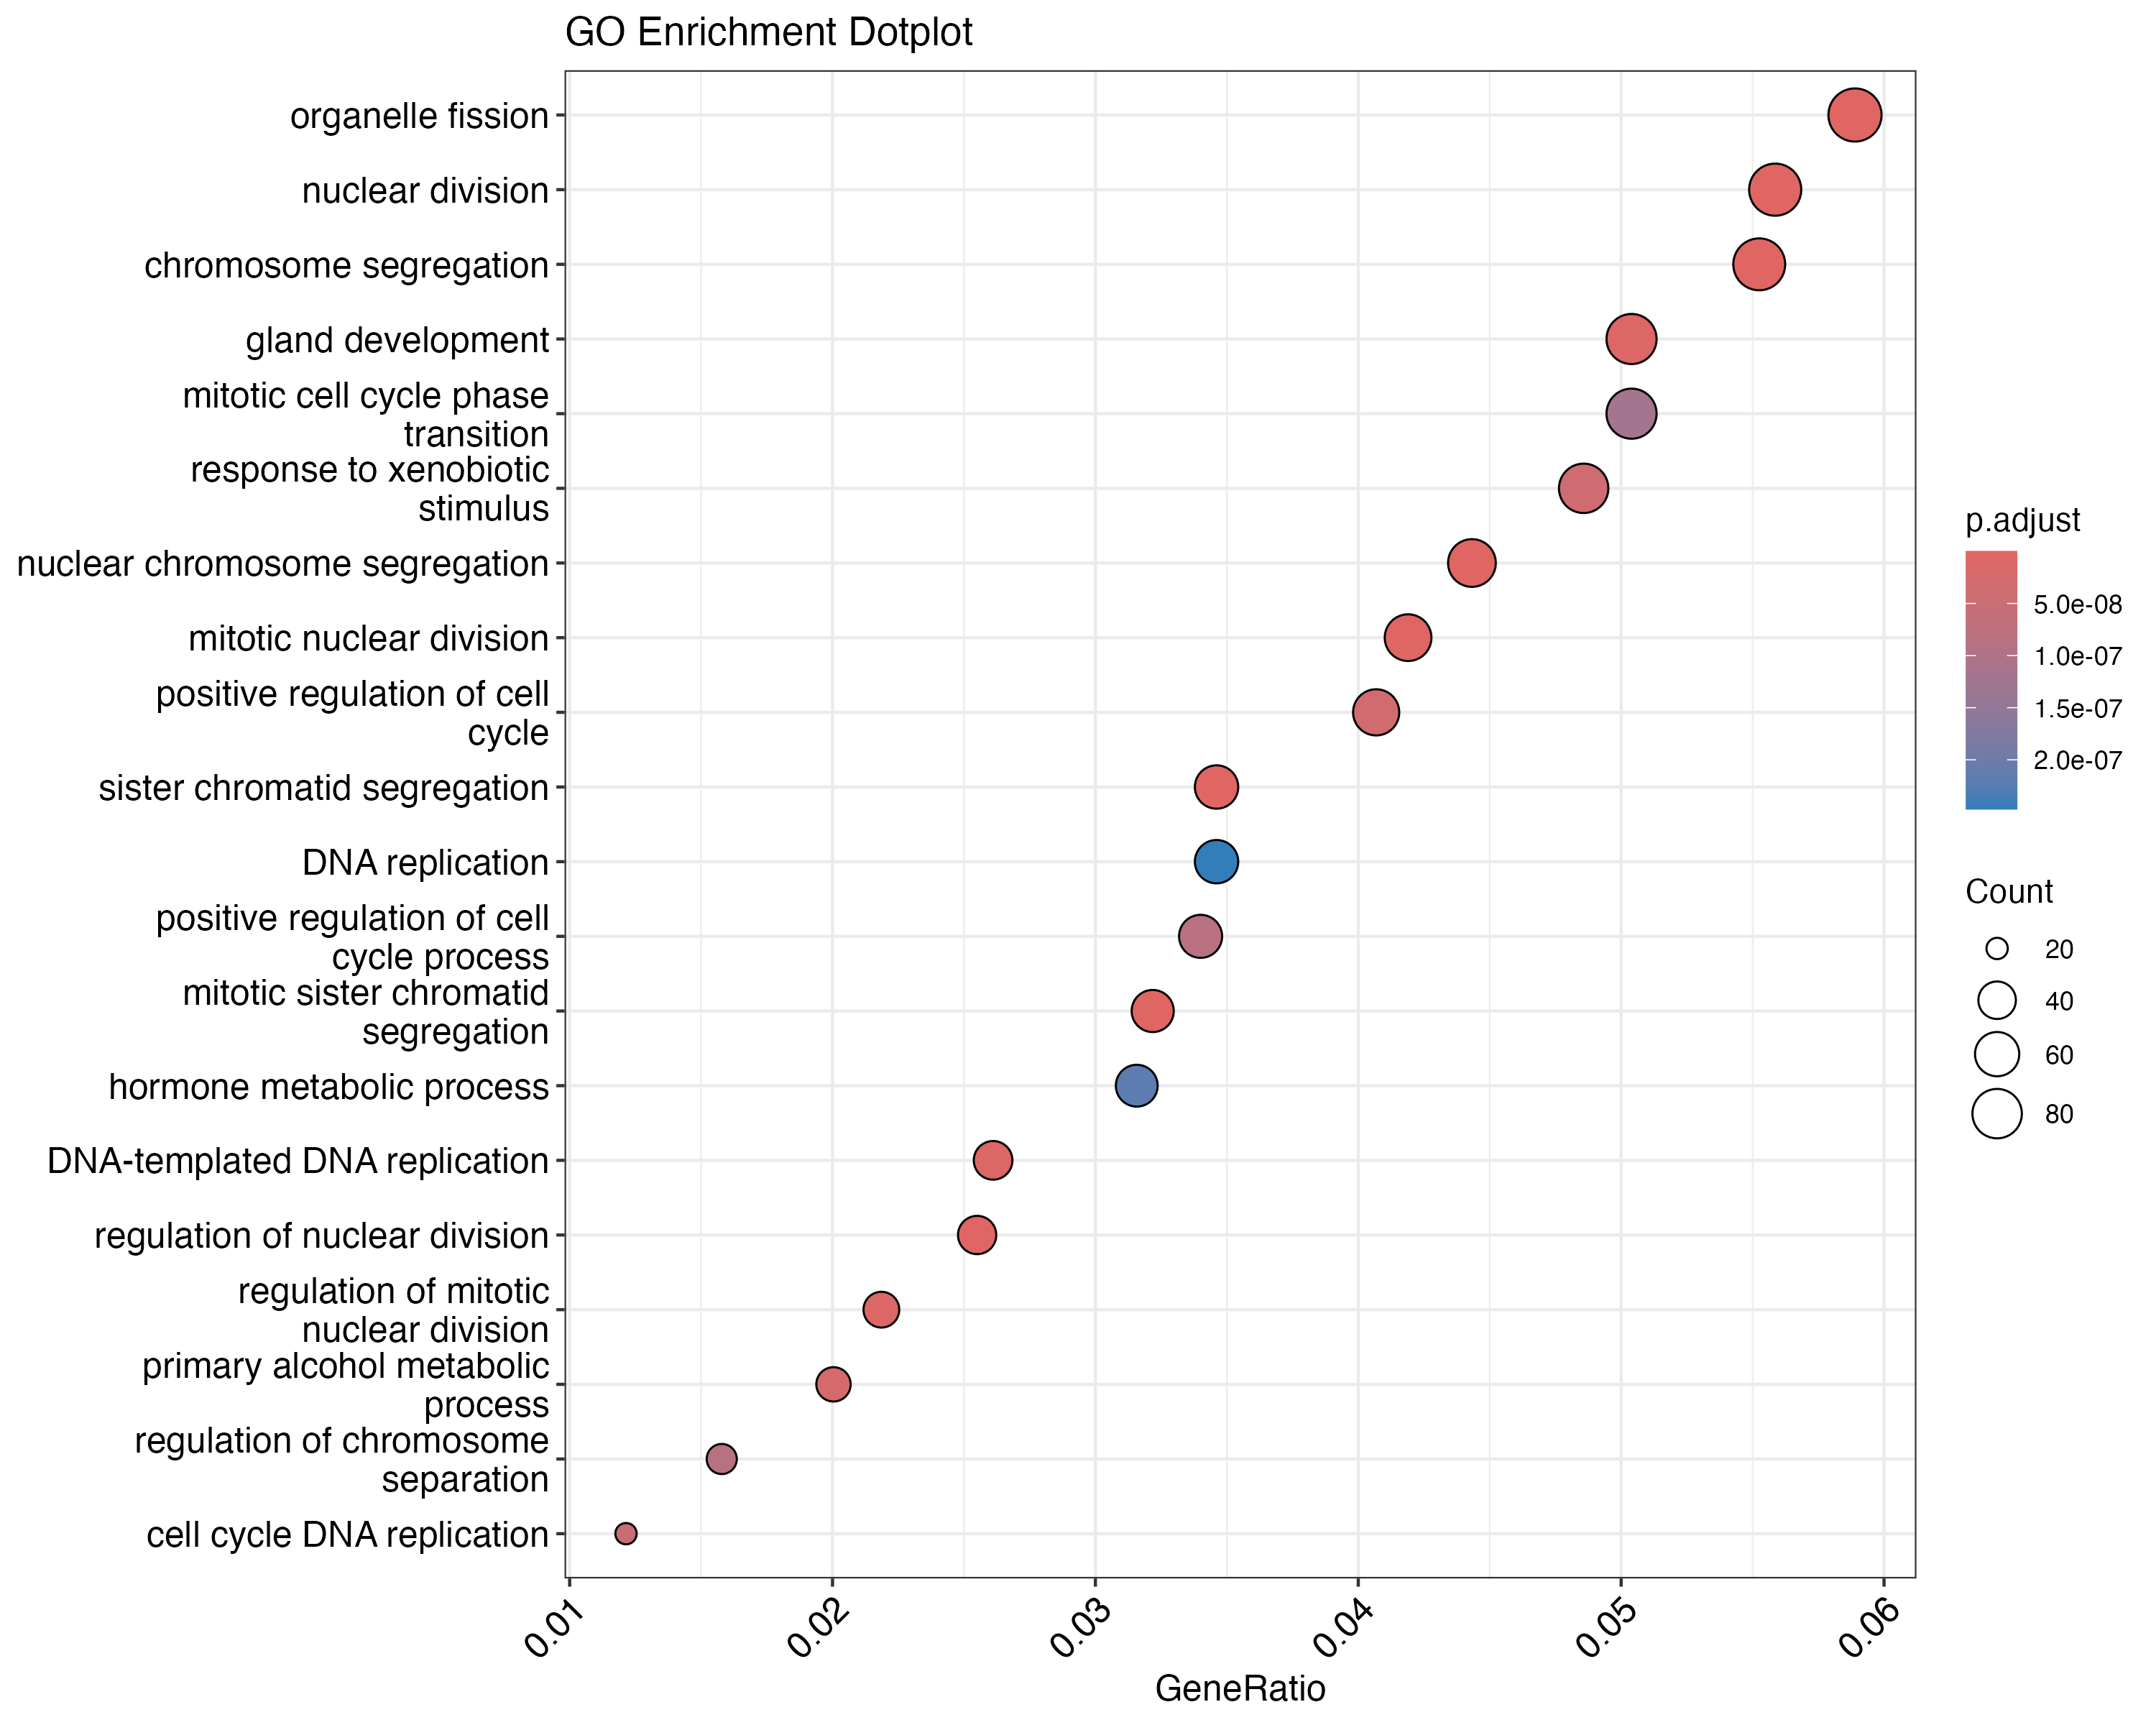 GO Enrichment Dotplot
organelle fission
nuclear division
chromosome segregation
gland development
mitotic cell cycle phase
transition
response to xenobiotic
stimulus
nuclear chromosome segregation
mitotic nuclear division
positive regulation of cell
cycle
sister chromatid segregation
DNA replication
positive regulation of cell
cycle process
mitotic sister chromatid
segregation
hormone metabolic process
DNA-templated DNA replication
regulation of nuclear division
regulation of mitotic
nuclear division
primary alcohol metabolic
process
regulation of chromosome
separation
cell cycle DNA replication
0.01 0.02 0.03 0.04 0.05 0.06
GeneRatio
p.adjust
5.0e-08
1.0e-07
1.5e-07
2.0e-07
Count
20
40
60
80